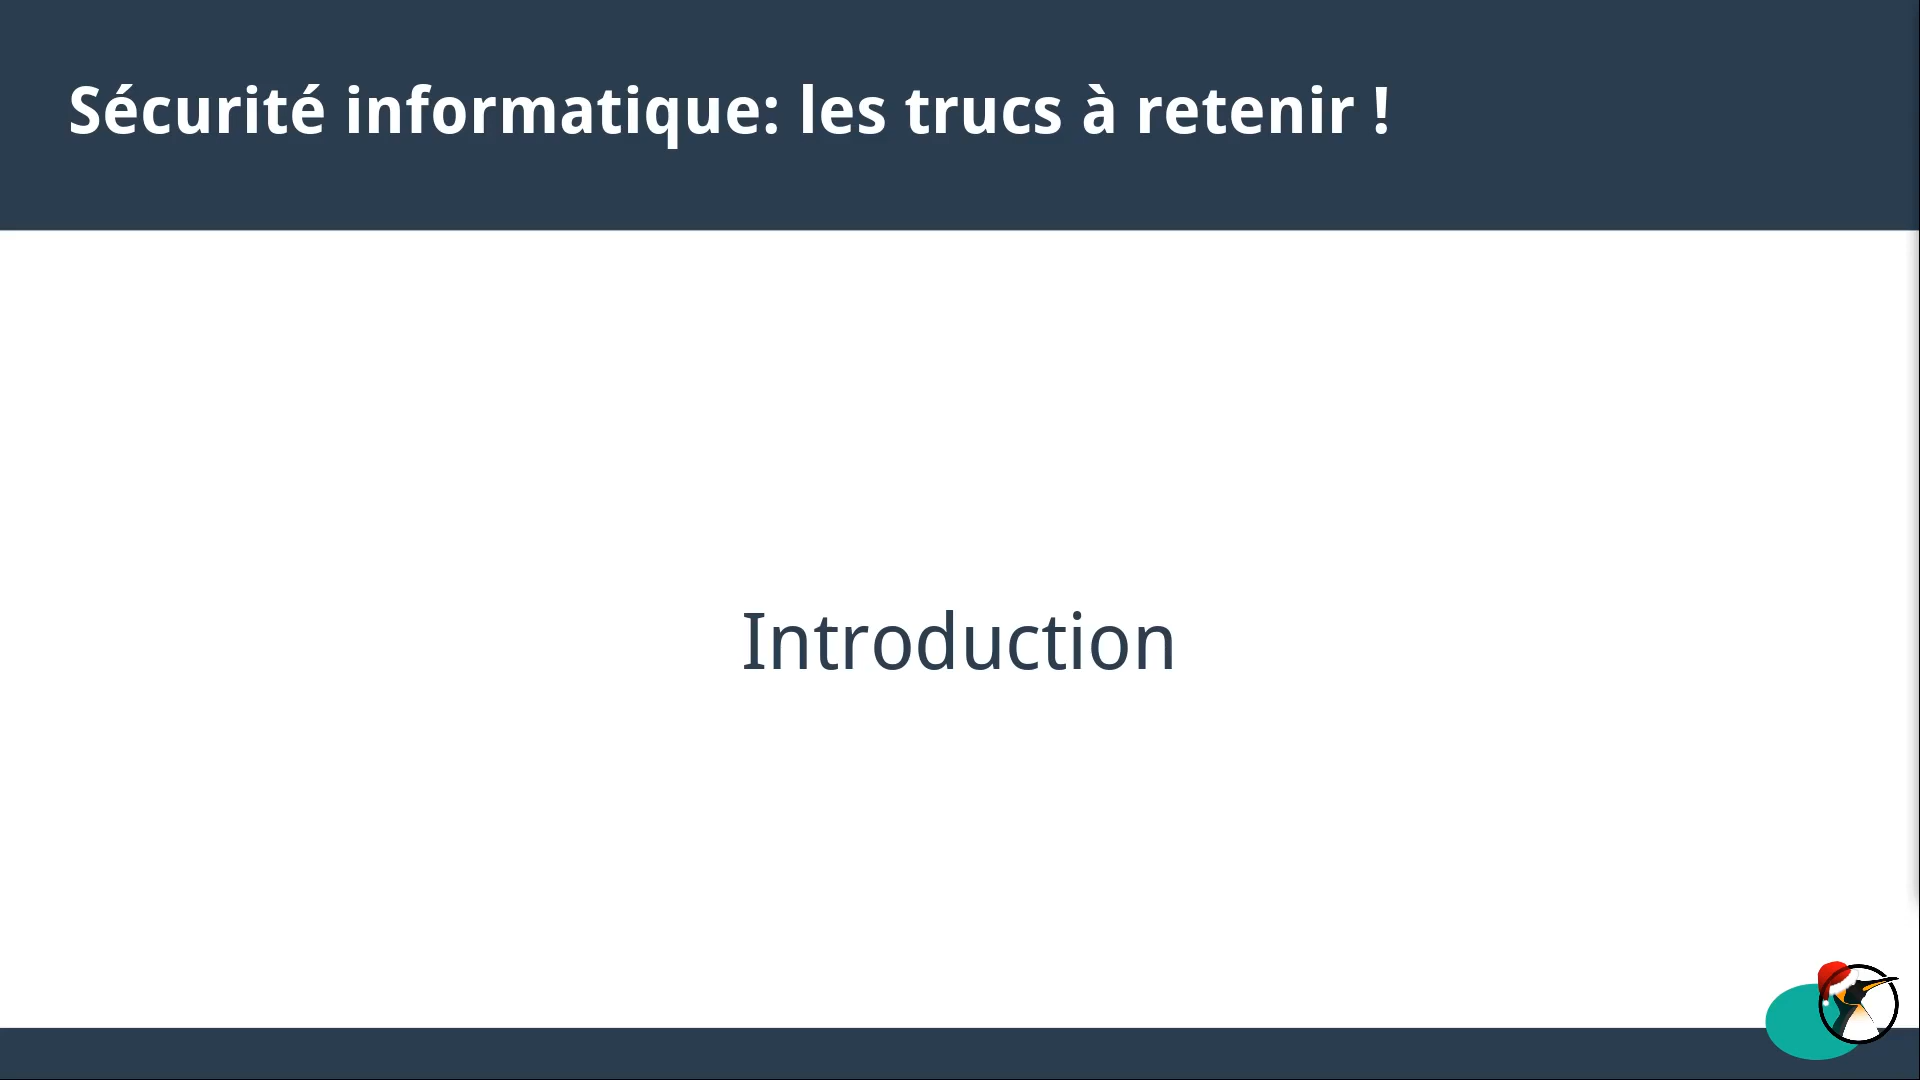 Sécurité informatique: les trucs à retenir !
Introduction